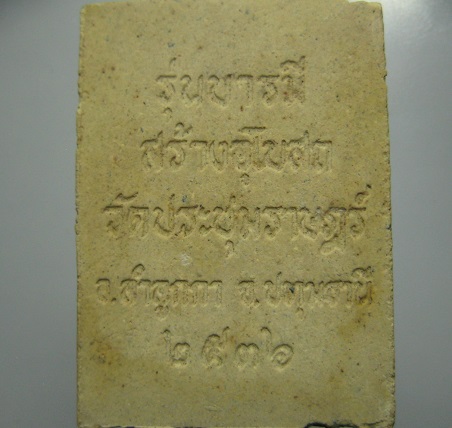 รุ่นบารมี
สร้างอุโบสถ
วัดประชุมราษฎร์
อ.ลำลูกกา จ.ปทุมธานี
๒๕๓๖